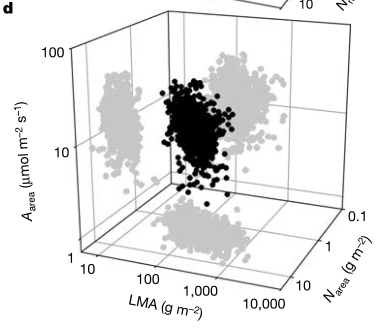 d
10
100
10
1
A_area (μmol m⁻² s⁻¹)
10
100
1,000
10,000
LMA (g m⁻²)
0.1
1
10
N_area (g m⁻²)